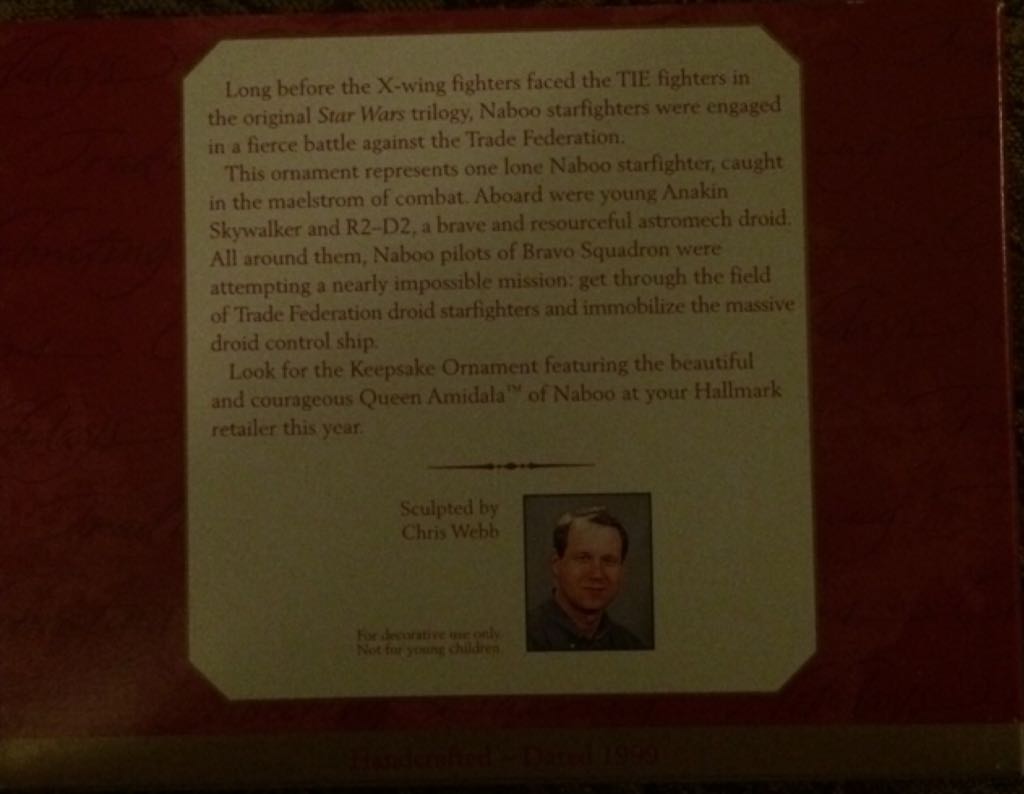 Long before the X-wing fighters faced the TIE fighters in
the original Star Wars trilogy, Naboo starfighters were engaged
in a fierce battle against the Trade Federation.
This ornament represents one lone Naboo starfighter, caught
in the maelstrom of combat. Aboard were young Anakin
Skywalker and R2–D2, a brave and resourceful astromech droid.
All around them, Naboo pilots of Bravo Squadron were
attempting a nearly impossible mission: get through the field
of Trade Federation droid starfighters and immobilize the massive
droid control ship.
Look for the Keepsake Ornament featuring the beautiful
and courageous Queen Amidala™ of Naboo at your Hallmark
retailer this year.
Sculpted by
Chris Webb
For decorative use only.
Not for young children.
Handcrafted – Dated 1999